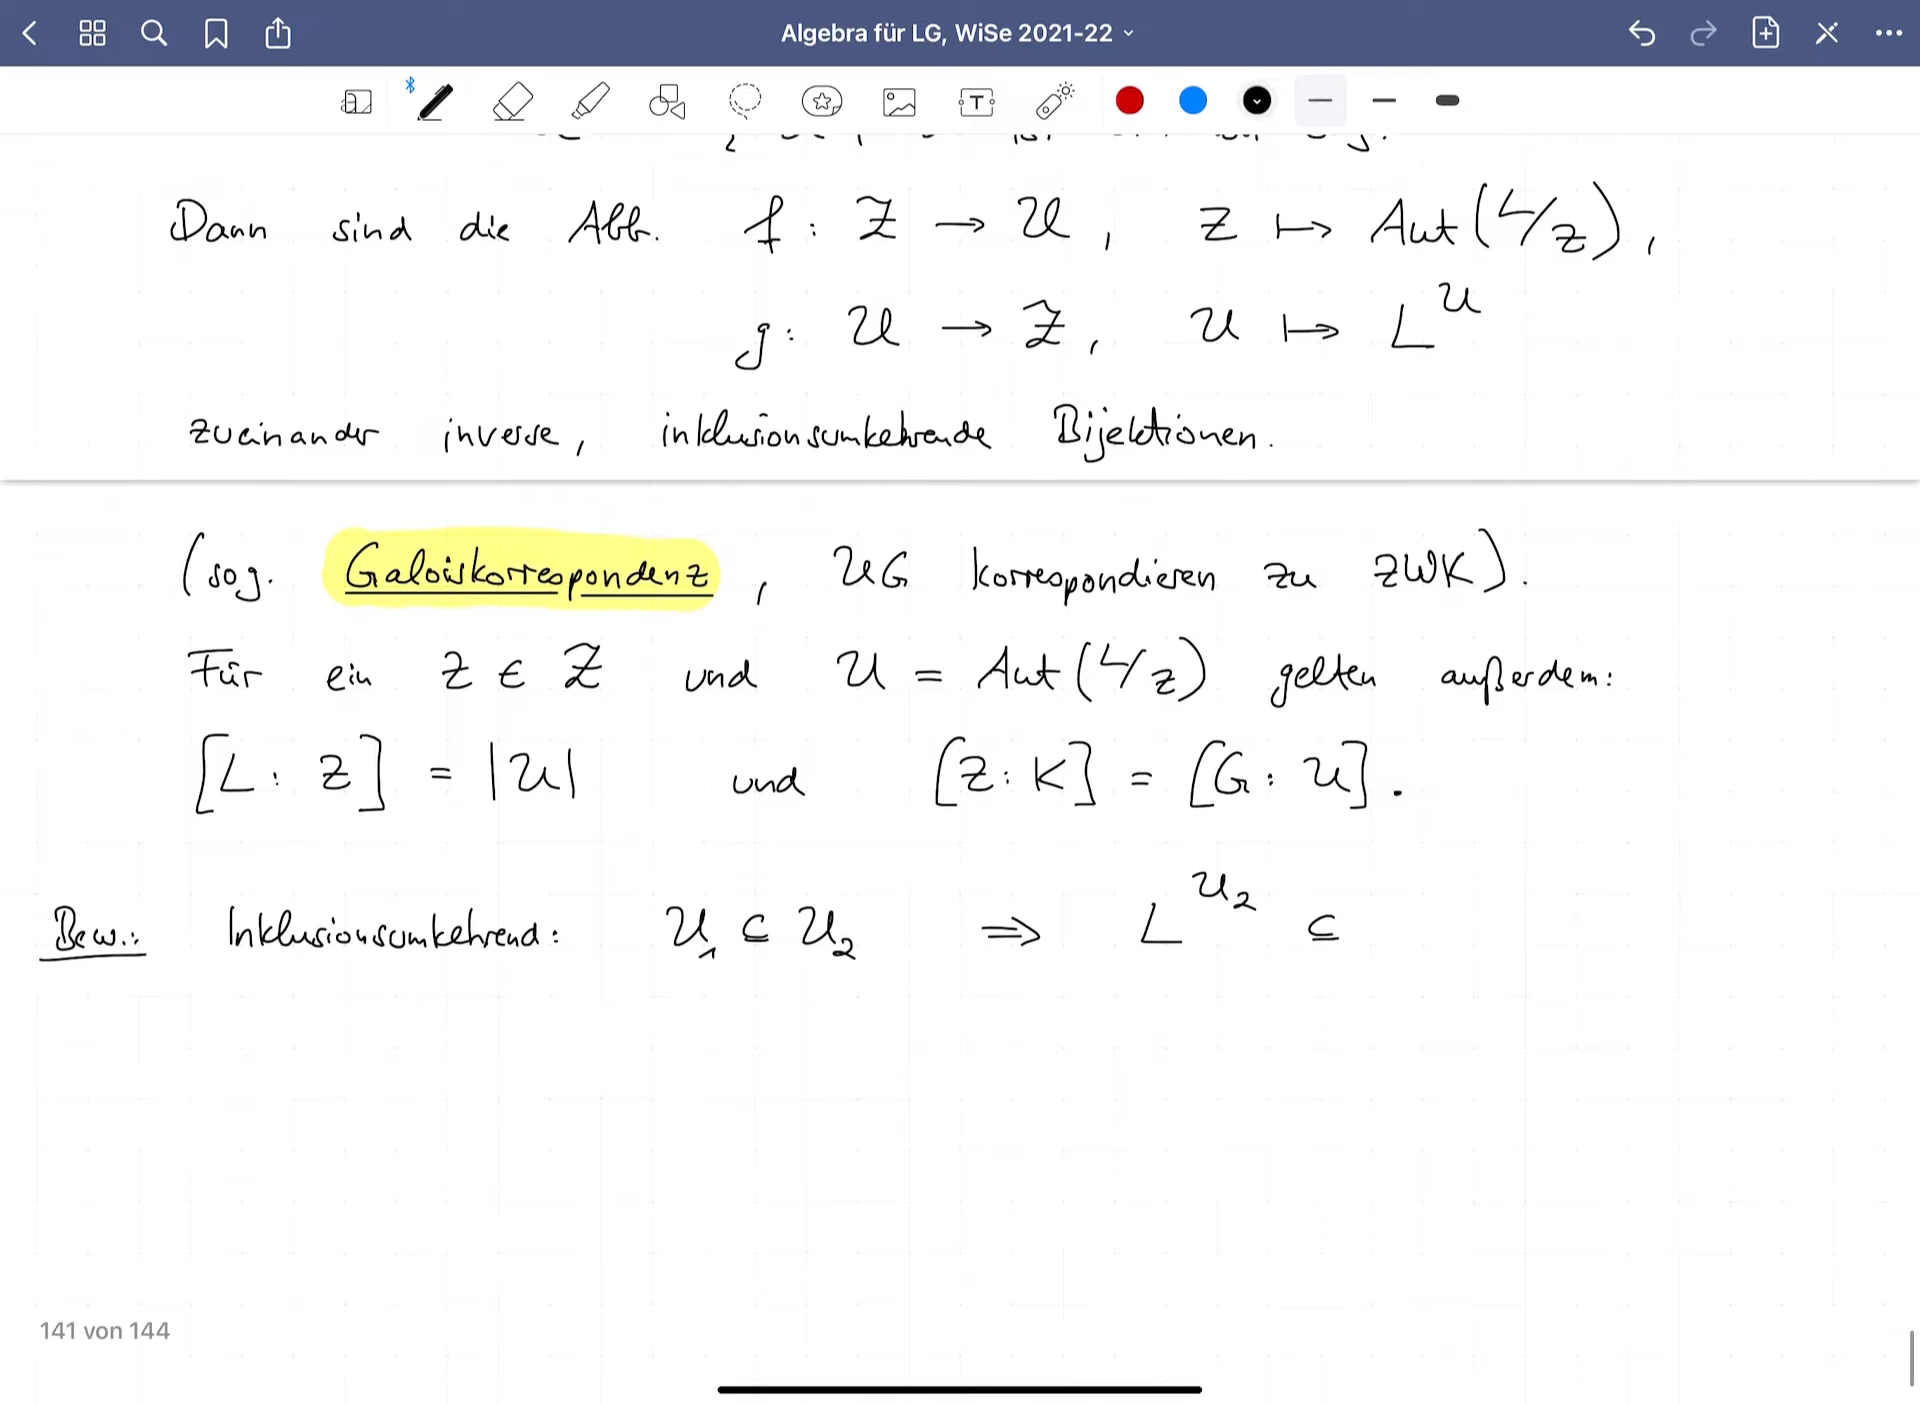 Algebra für LG, WiSe 2021-22
Dann sind die Abb. f : Z → U , Z ↦ Aut(L/Z) ,
g : U → Z , U ↦ L^U
zueinander inverse, inklusionsumkehrende Bijektionen.
(sog. Galoiskorrespondenz , UG korrespondieren zu ZWK).
Für ein Z ∈ Z und U = Aut(L/Z) gelten außerdem:
[L : Z] = |U| und [Z : K] = [G : U] .
Bew.: Inklusionsumkehrend: U₁ ⊆ U₂ ⇒ L^U₂ ⊆
141 von 144